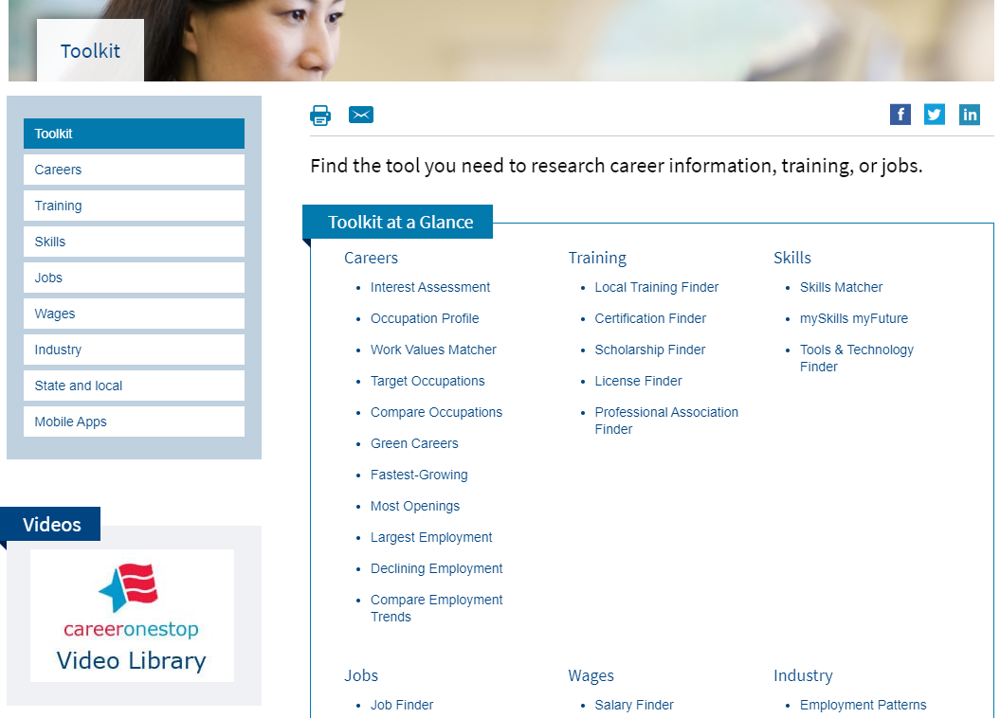 Toolkit
Toolkit
Careers
Training
Skills
Jobs
Wages
Industry
State and local
Mobile Apps
Videos
careeronestop
Video Library
f
in
Find the tool you need to research career information, training, or jobs.
Toolkit at a Glance
Careers
Interest Assessment
Occupation Profile
Work Values Matcher
Target Occupations
Compare Occupations
Green Careers
Fastest-Growing
Most Openings
Largest Employment
Declining Employment
Compare Employment
Trends
Training
Local Training Finder
Certification Finder
Scholarship Finder
License Finder
Professional Association
Finder
Skills
Skills Matcher
mySkills myFuture
Tools & Technology
Finder
Jobs
Job Finder
Wages
Salary Finder
Industry
Employment Patterns